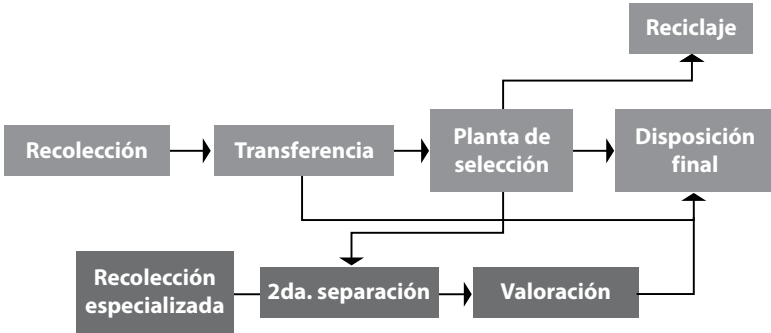 Reciclaje
Recolección
Transferencia
Planta de
selección
Disposición
final
Recolección
especializada
2da. separación
Valoración